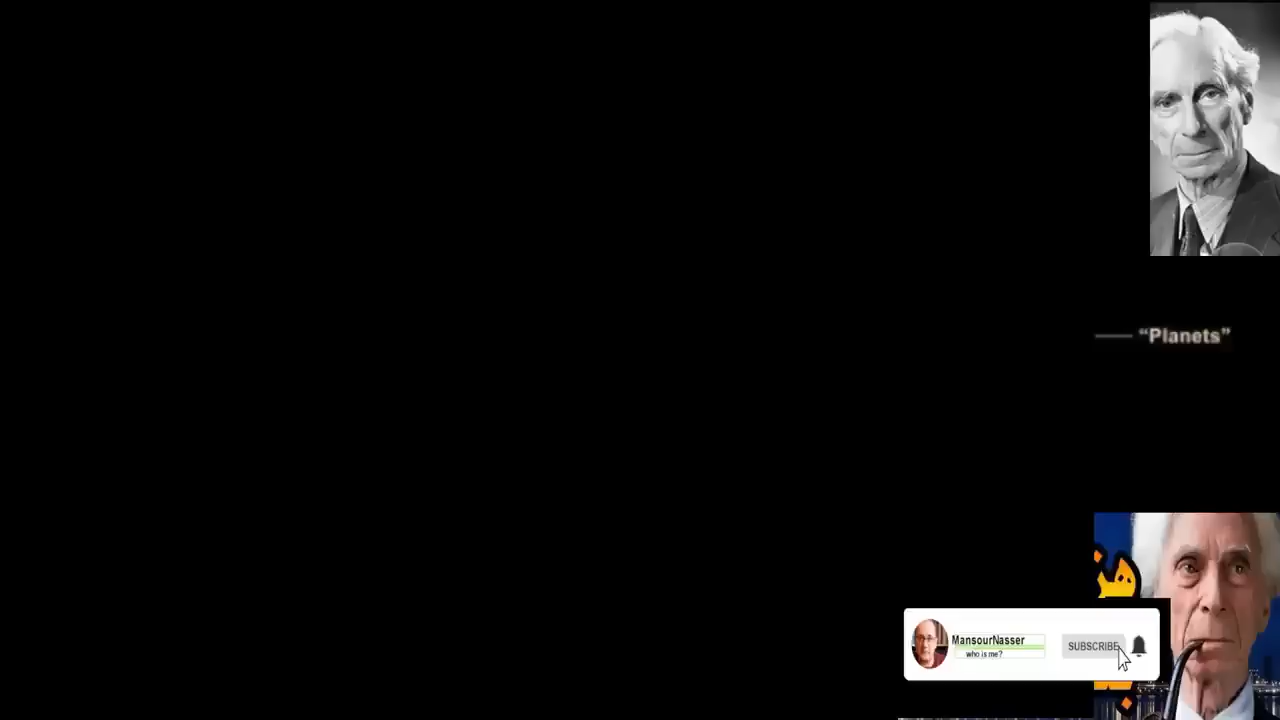 —— “Planets”
MansourNasser
who is me?
SUBSCRIBE